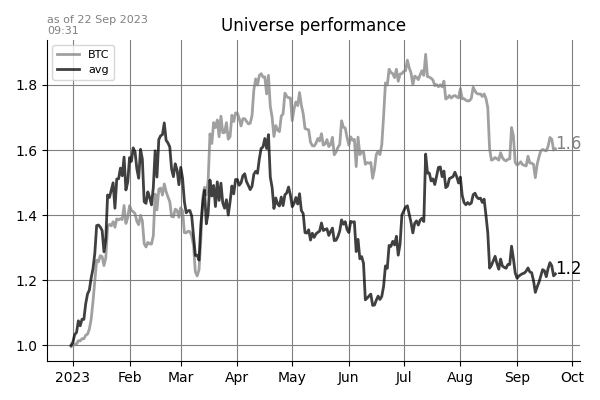 as of 22 Sep 2023
09:31
Universe performance
BTC
avg
1.8
1.6
1.4
1.2
1.0
1.6
1.2
2023 Feb Mar Apr May Jun Jul Aug Sep Oct